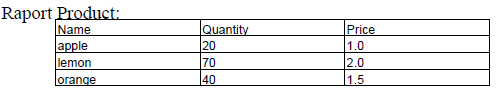 Raport Product:
Name Quantity Price
apple 20 1.0
lemon 70 2.0
orange 40 1.5